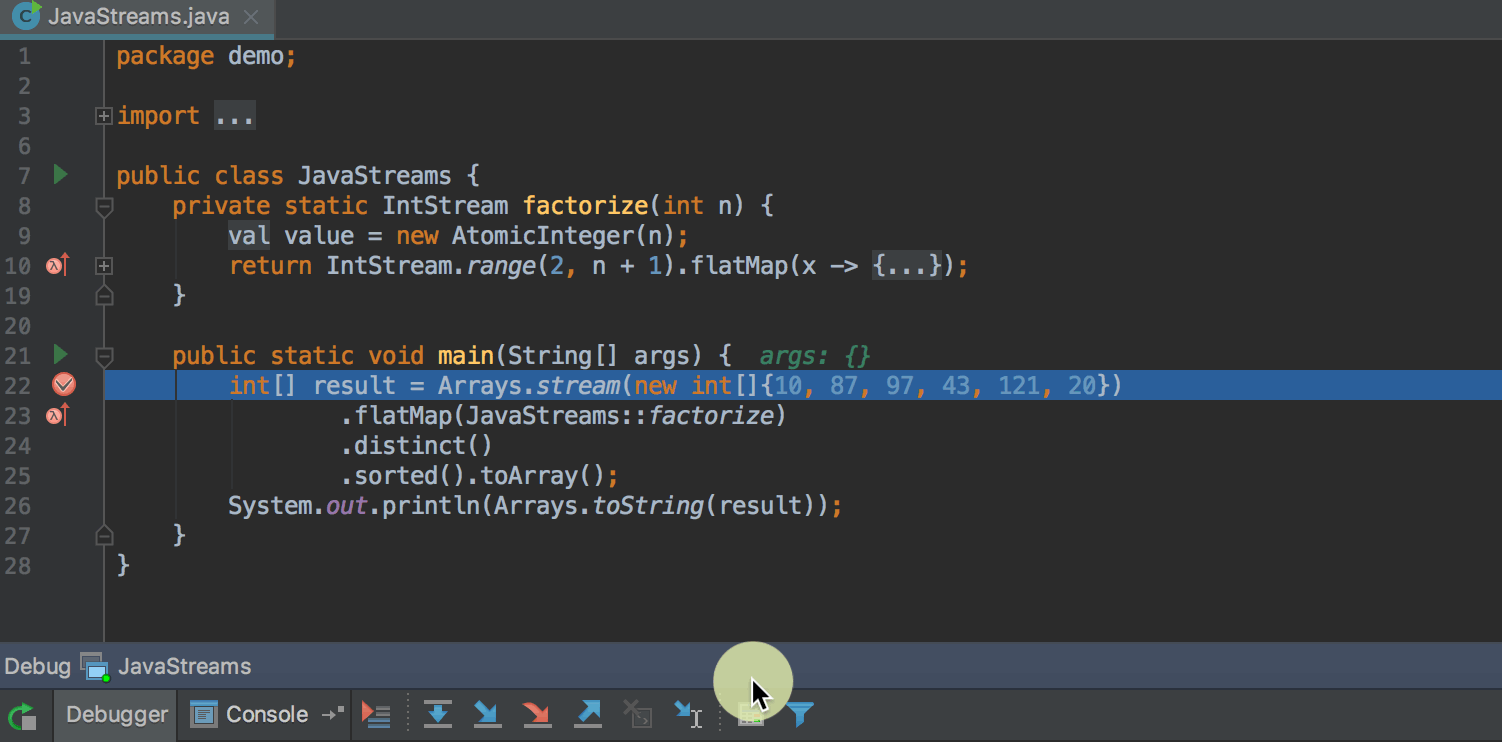 JavaStreams.java
1 package demo;
2
3 import ...
6
7 public class JavaStreams {
8     private static IntStream factorize(int n) {
9         val value = new AtomicInteger(n);
10         return IntStream.range(2, n + 1).flatMap(x -> {...});
19     }
20
21     public static void main(String[] args) {  args: {}
22         int[] result = Arrays.stream(new int[]{10, 87, 97, 43, 121, 20})
23                 .flatMap(JavaStreams::factorize)
24                 .distinct()
25                 .sorted().toArray();
26         System.out.println(Arrays.toString(result));
27     }
28 }
Debug JavaStreams
Debugger Console